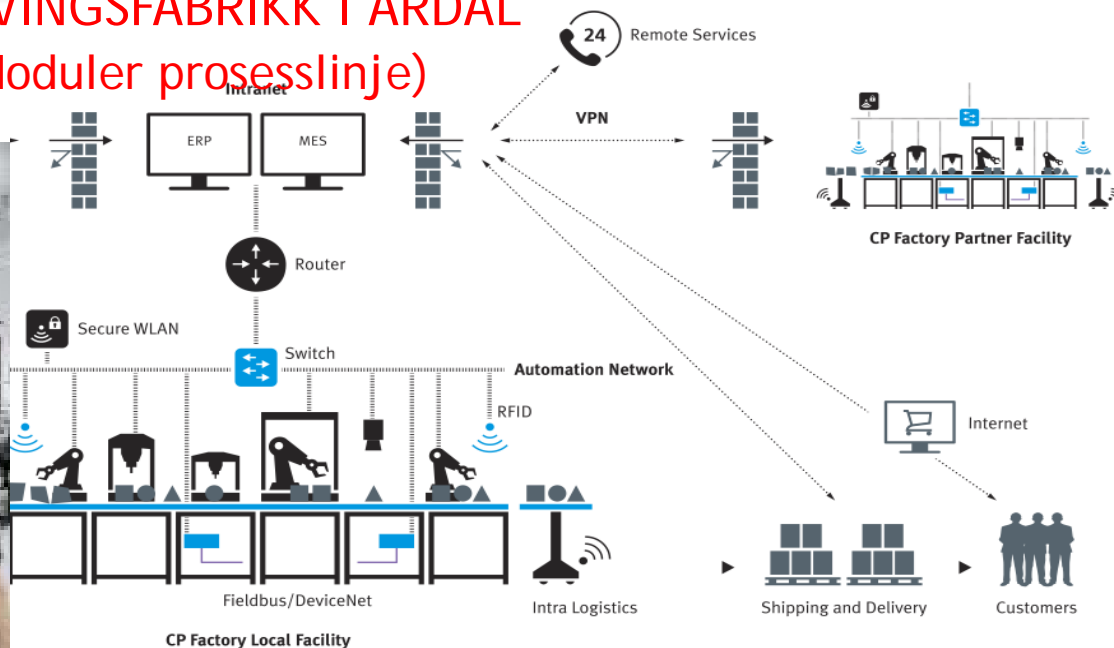 VINGSFABRIKK I ÅRDAL
oduler prosesslinje)
24
Remote Services
Intranet
ERP
MES
VPN
CP Factory Partner Facility
Router
Secure WLAN
Switch
Automation Network
RFID
Internet
Fieldbus/DeviceNet
Intra Logistics
Shipping and Delivery
Customers
CP Factory Local Facility